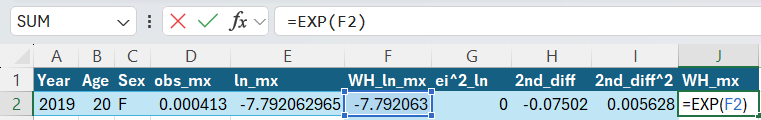 SUM fx =EXP(F2)
A B C D E F G H I J
1 Year Age Sex obs_mx ln_mx WH_ln_mx ei^2_ln 2nd_diff 2nd_diff^2 WH_mx
2 2019 20 F 0.000413 -7.792062965 -7.792063 0 -0.07502 0.005628 =EXP(F2)